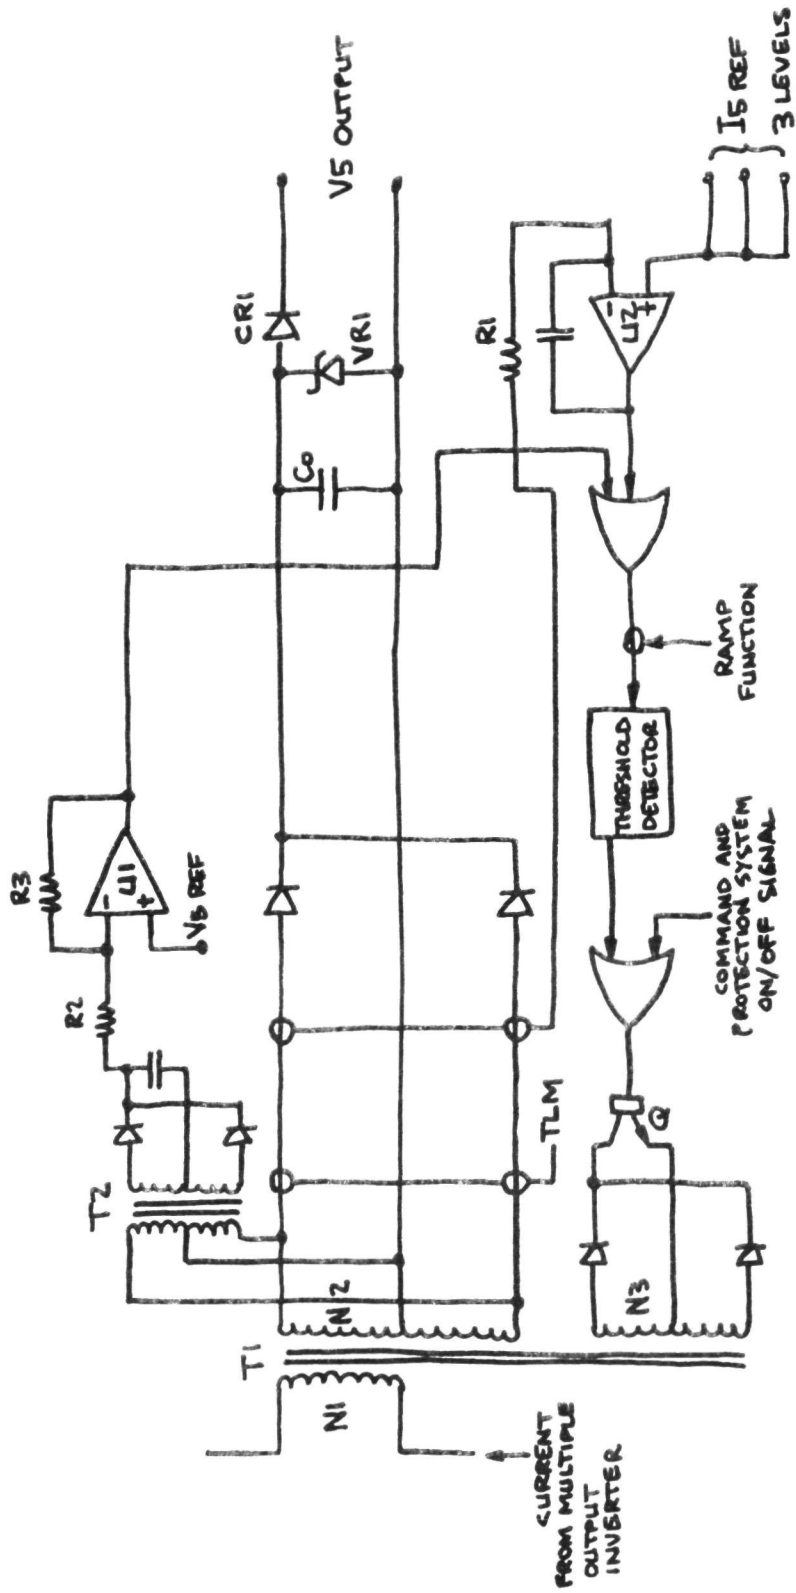 T2
R2
R3
-
+
U1
V5 REF
C0
CR1
VR1
V5 OUTPUT
T1
N1
N2
N3
TLM
CURRENT
FROM MULTIPLE
OUTPUT
INVERTER
Q
COMMAND AND
PROTECTION SYSTEM
ON/OFF SIGNAL
THRESHOLD
DETECTOR
RAMP
FUNCTION
R1
-
+
U2
I5 REF
3 LEVELS